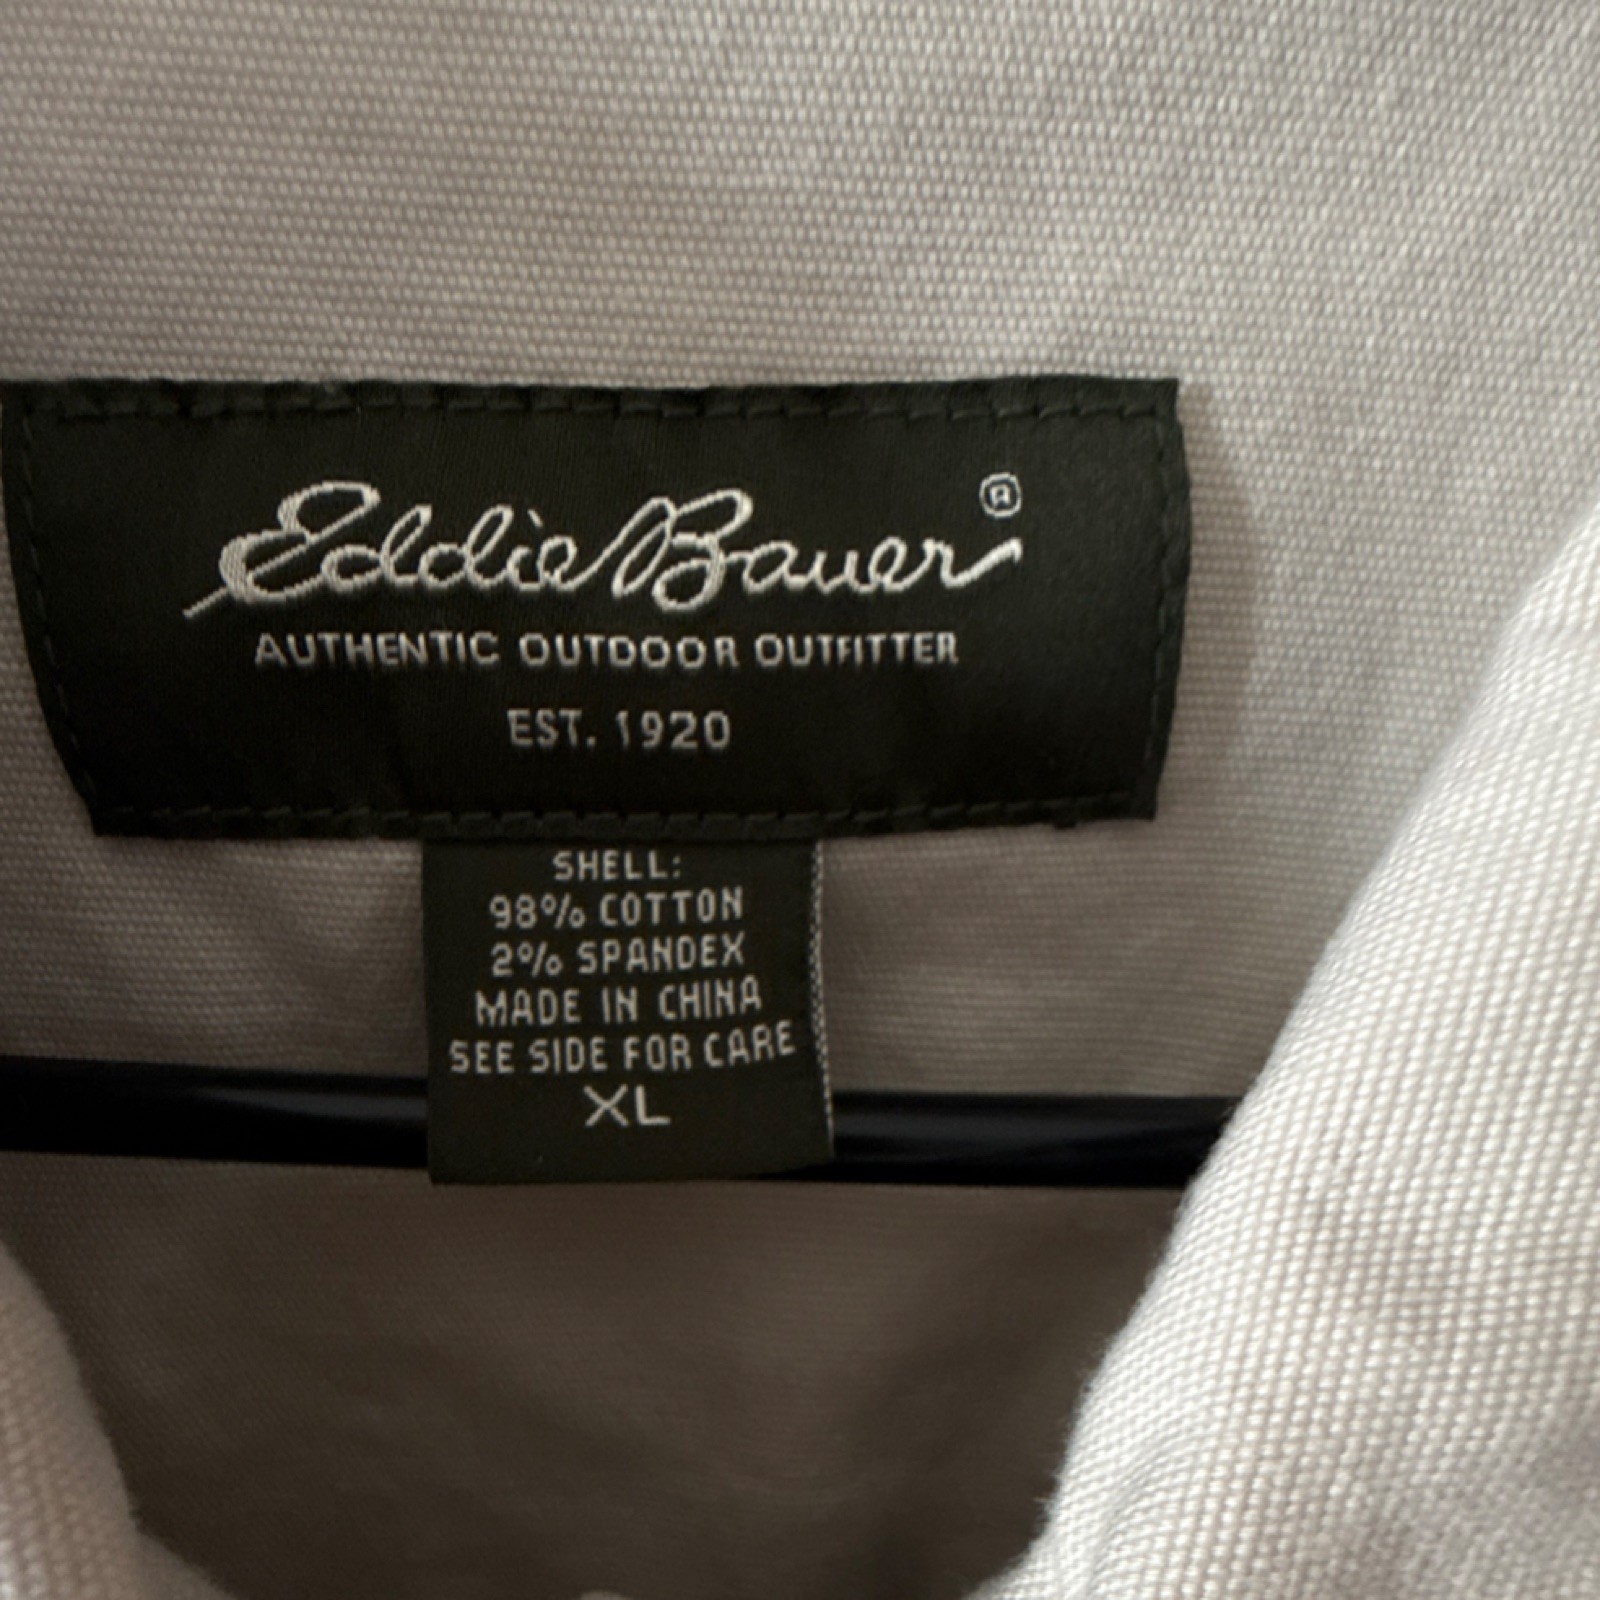 Eddie Bauer ®
AUTHENTIC OUTDOOR OUTFITTER
EST. 1920
SHELL:
98% COTTON
2% SPANDEX
MADE IN CHINA
SEE SIDE FOR CARE
XL